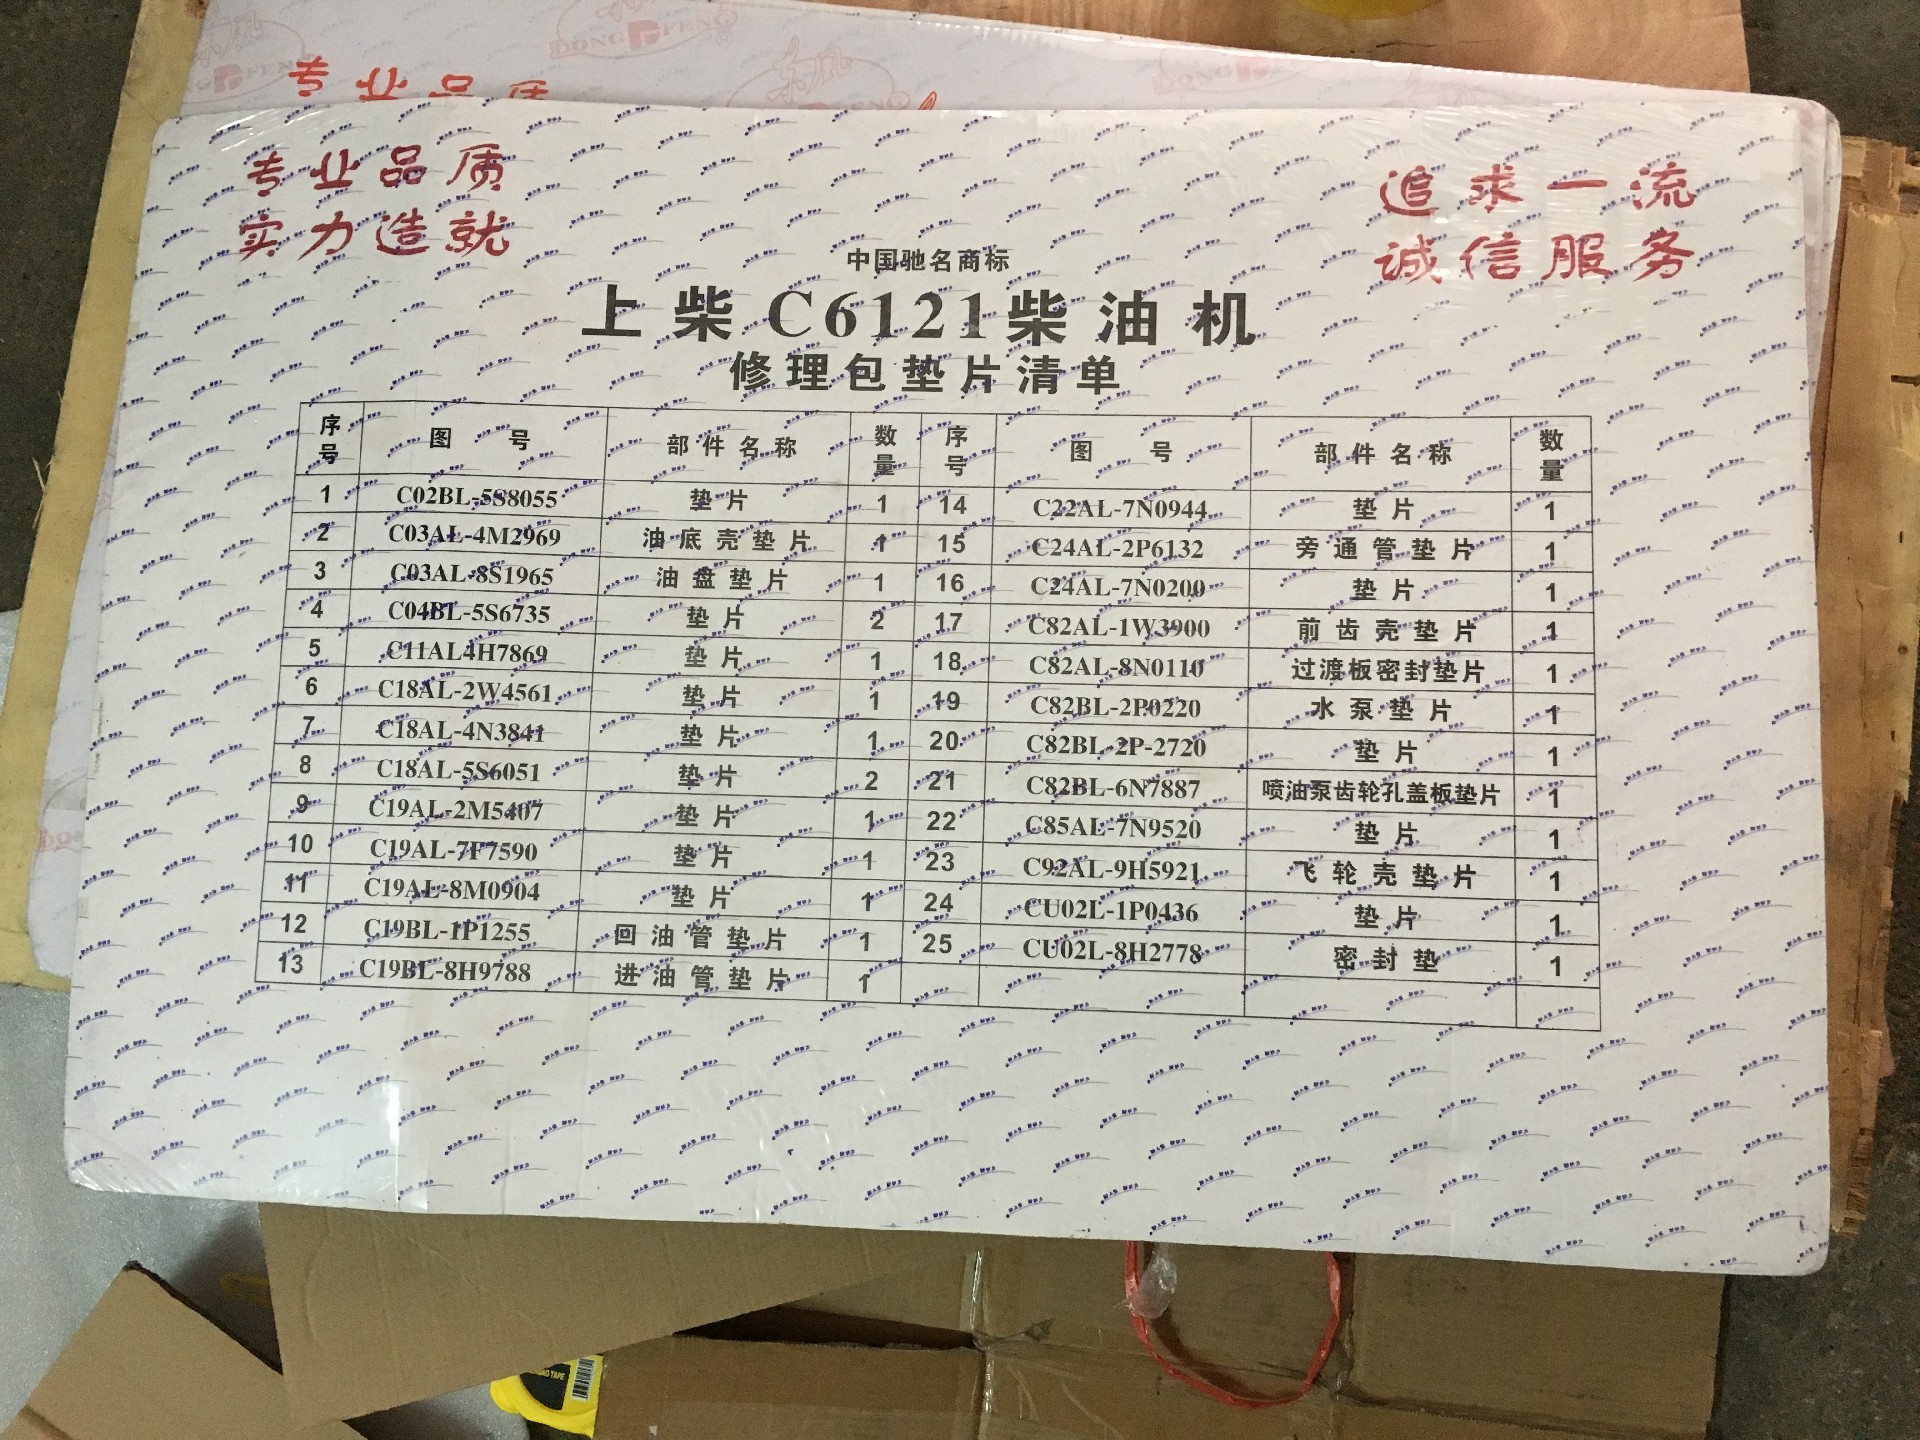 专业品质
DONG FENG
专业品质
实力造就
追求一流
诚信服务
中国驰名商标
上柴C6121柴油机
修理包垫片清单
序号 图号 部件名称 数量 序号 图号 部件名称 数量
1 C02BL-5S8055 垫片 1 14 C22AL-7N0944 垫片 1
2 C03AL-4M2969 油底壳垫片 1 15 C24AL-2P6132 旁通管垫片 1
3 C03AL-8S1965 油盘垫片 1 16 C24AL-7N0200 垫片 1
4 C04BL-5S6735 垫片 2 17 C82AL-1W3900 前齿壳垫片 1
5 C11AL4H7869 垫片 1 18 C82AL-8N0110 过渡板密封垫片 1
6 C18AL-2W4561 垫片 1 19 C82BL-2P0220 水泵垫片 1
7 C18AL-4N3841 垫片 1 20 C82BL-2P-2720 垫片 1
8 C18AL-5S6051 垫片 2 21 C82BL-6N7887 喷油泵齿轮孔盖板垫片 1
9 C19AL-2M5407 垫片 1 22 C85AL-7N9520 垫片 1
10 C19AL-7F7590 垫片 1 23 C92AL-9H5921 飞轮壳垫片 1
11 C19AL-8M0904 垫片 1 24 CU02L-1P0436 垫片 1
12 C19BL-1P1255 回油管垫片 1 25 CU02L-8H2778 密封垫 1
13 C19BL-8H9788 进油管垫片 1